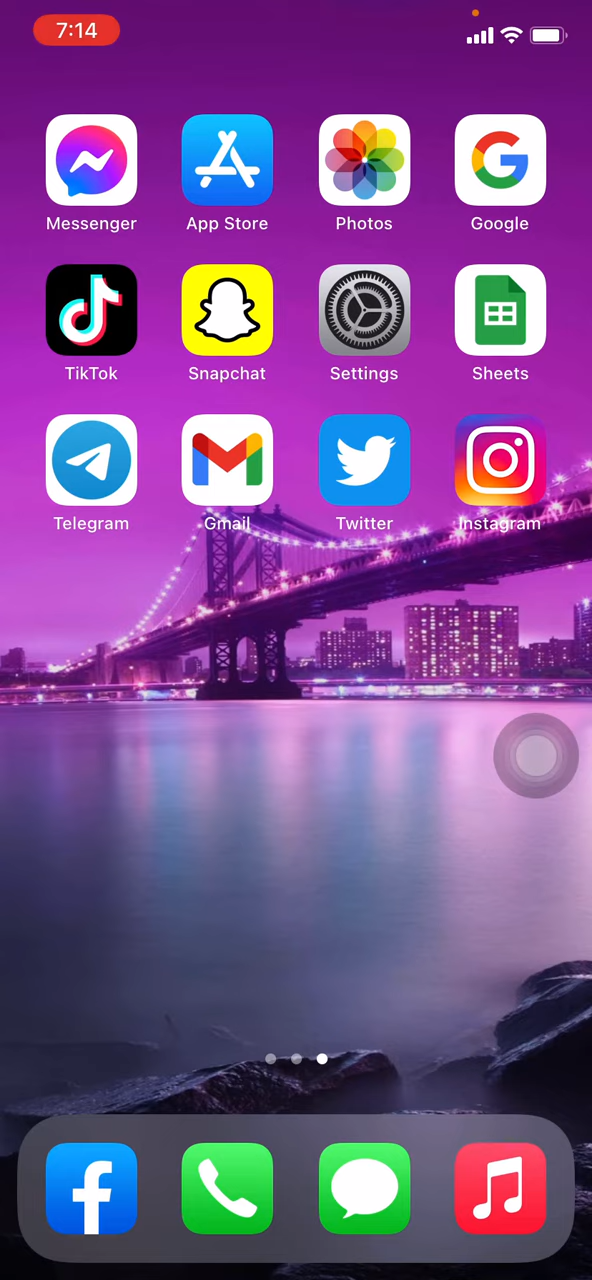 7:14
Messenger App Store Photos Google
TikTok Snapchat Settings Sheets
Telegram Gmail Twitter Instagram